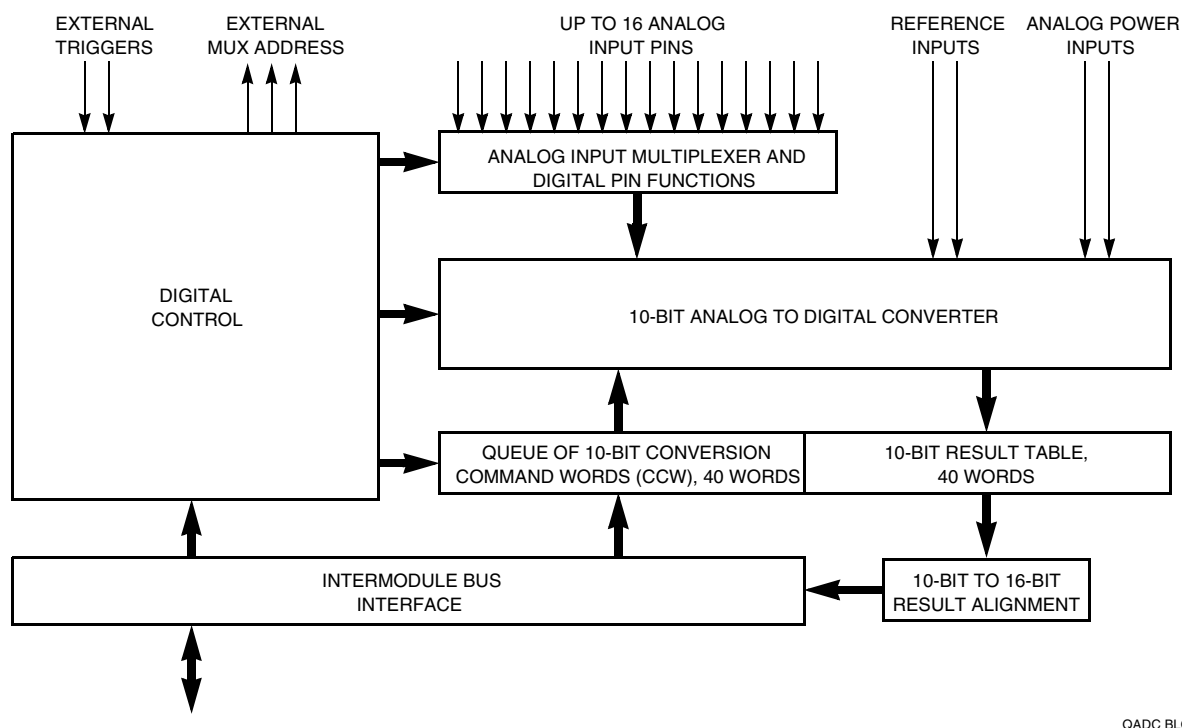 EXTERNAL
TRIGGERS
EXTERNAL
MUX ADDRESS
UP TO 16 ANALOG
INPUT PINS
REFERENCE
INPUTS
ANALOG POWER
INPUTS
ANALOG INPUT MULTIPLEXER AND
DIGITAL PIN FUNCTIONS
DIGITAL
CONTROL
10-BIT ANALOG TO DIGITAL CONVERTER
QUEUE OF 10-BIT CONVERSION
COMMAND WORDS (CCW), 40 WORDS
10-BIT RESULT TABLE,
40 WORDS
INTERMODULE BUS
INTERFACE
10-BIT TO 16-BIT
RESULT ALIGNMENT
QADC